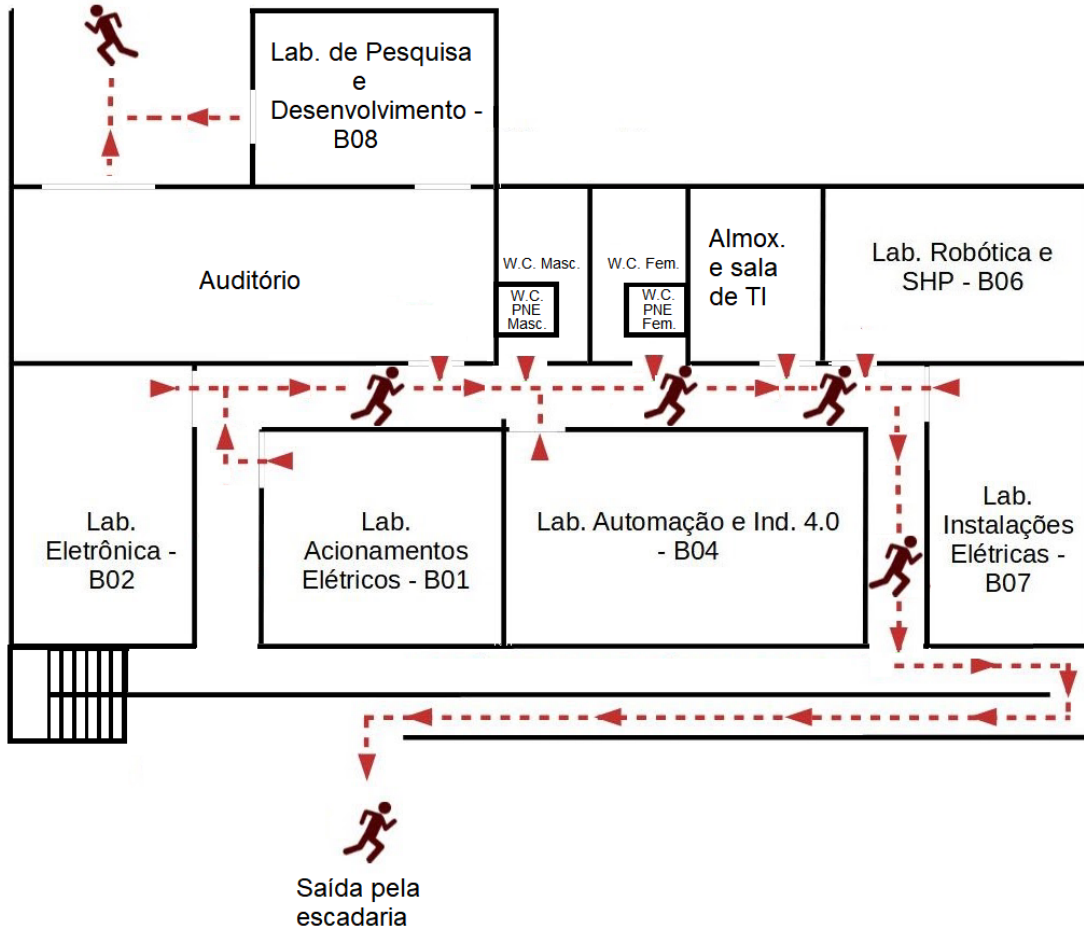 Lab. de Pesquisa
e
Desenvolvimento -
B08
Auditório
W.C. Masc.
W.C.
PNE
Masc.
W.C. Fem.
W.C.
PNE
Fem.
Almox.
e sala
de TI
Lab. Robótica e
SHP - B06
Lab.
Eletrônica -
B02
Lab.
Acionamentos
Elétricos - B01
Lab. Automação e Ind. 4.0
- B04
Lab.
Instalações
Elétricas -
B07
Saída pela
escadaria